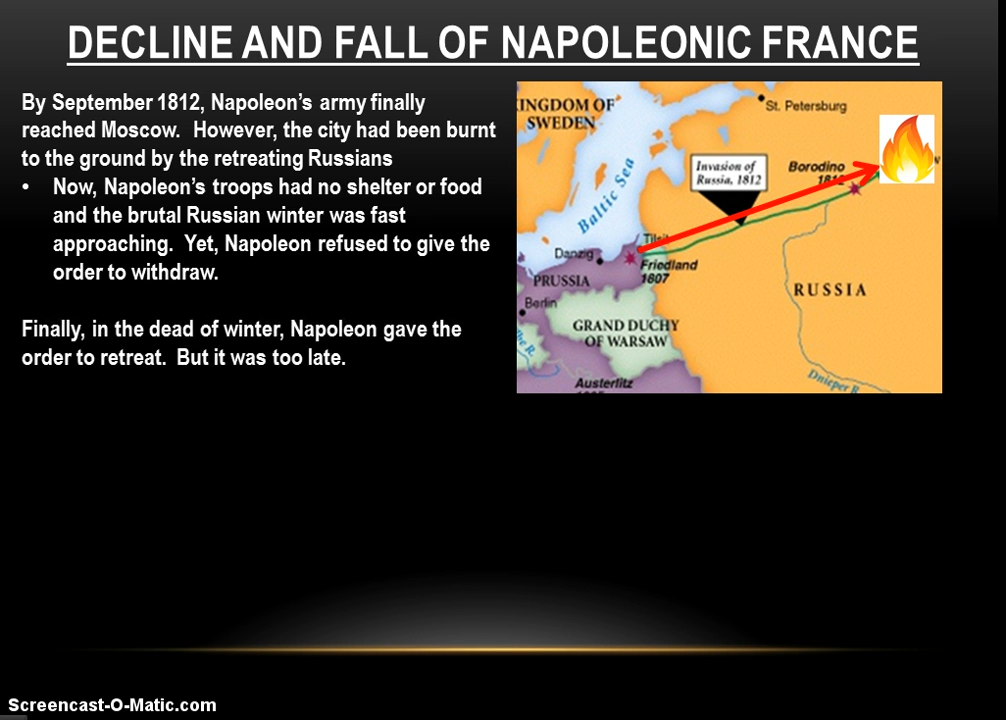 DECLINE AND FALL OF NAPOLEONIC FRANCE
By September 1812, Napoleon's army finally
reached Moscow.  However, the city had been burnt
to the ground by the retreating Russians
• Now, Napoleon's troops had no shelter or food
and the brutal Russian winter was fast
approaching.  Yet, Napoleon refused to give the
order to withdraw.
Finally, in the dead of winter, Napoleon gave the
order to retreat.  But it was too late.
INGDOM OF
SWEDEN
St. Petersburg
Invasion of
Russia, 1812
Borodino
1812
Baltic Sea
Tilsit
Danzig
Friedland
1807
PRUSSIA
Berlin
RUSSIA
GRAND DUCHY
OF WARSAW
Austerlitz
Dnieper R.
Screencast-O-Matic.com